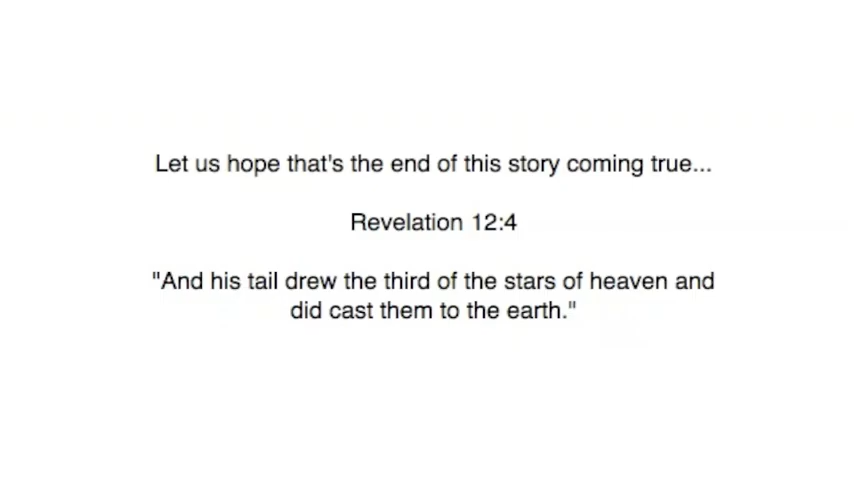 Let us hope that's the end of this story coming true...
Revelation 12:4
"And his tail drew the third of the stars of heaven and
did cast them to the earth."